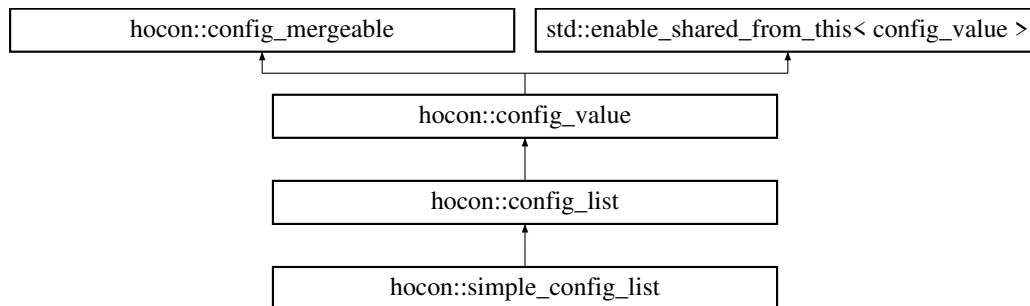 hocon::config_mergeable
std::enable_shared_from_this< config_value >
hocon::config_value
hocon::config_list
hocon::simple_config_list